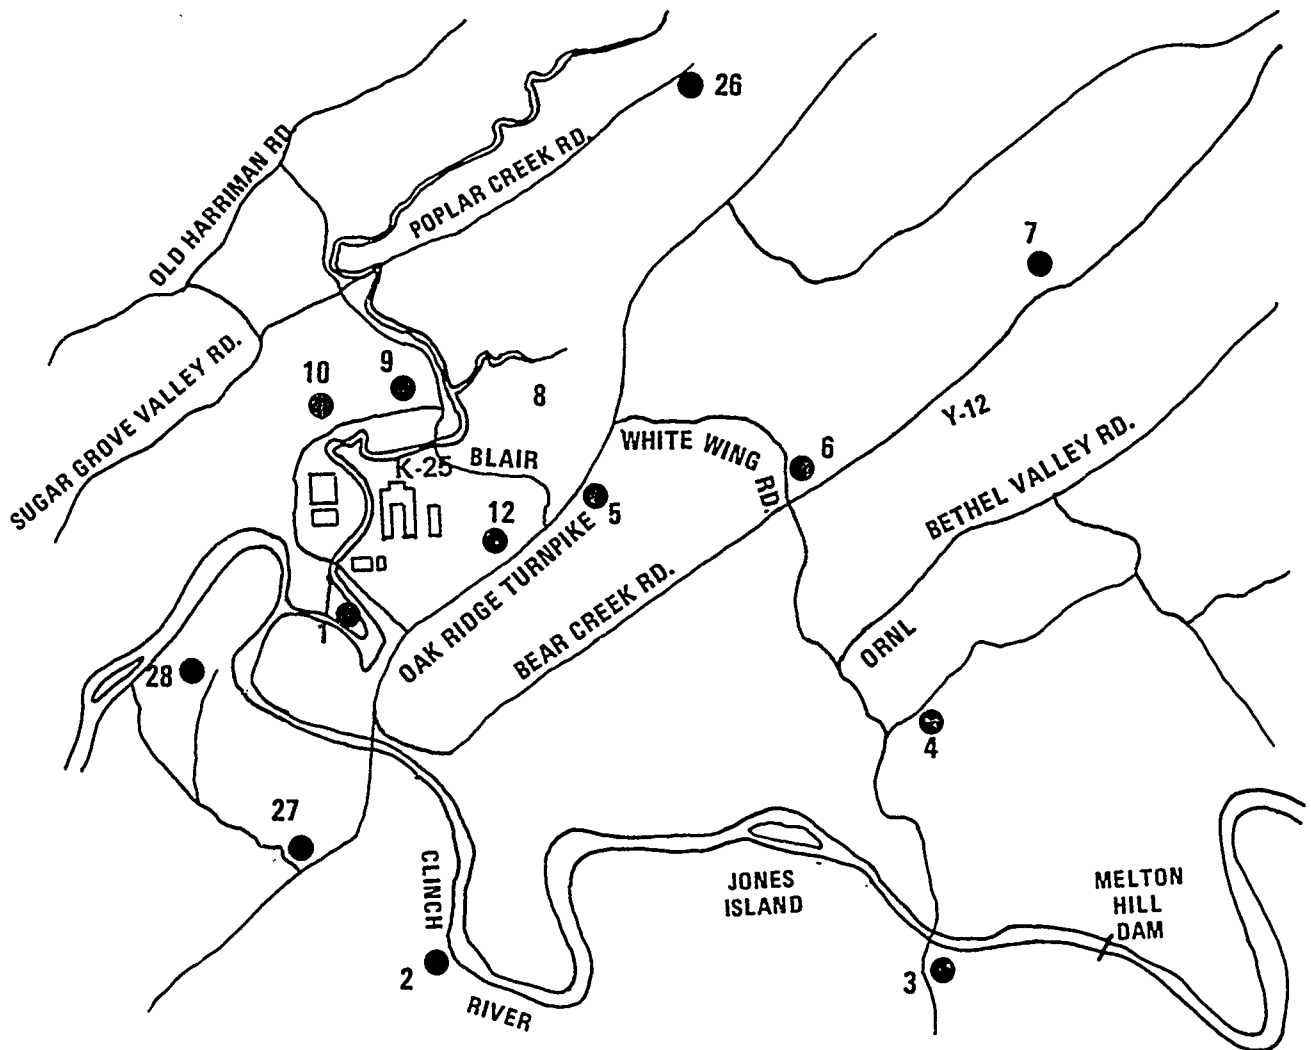 26
OLD HARRIMAN RD.
POPLAR CREEK RD.
7
SUGAR GROVE VALLEY RD.
10
9
8
Y-12
WHITE WING RD.
6
BETHEL VALLEY RD.
K-25
BLAIR
12
5
OAK RIDGE TURNPIKE
BEAR CREEK RD.
1
ORNL
28
4
27
CLINCH
RIVER
JONES
ISLAND
MELTON
HILL
DAM
2
3